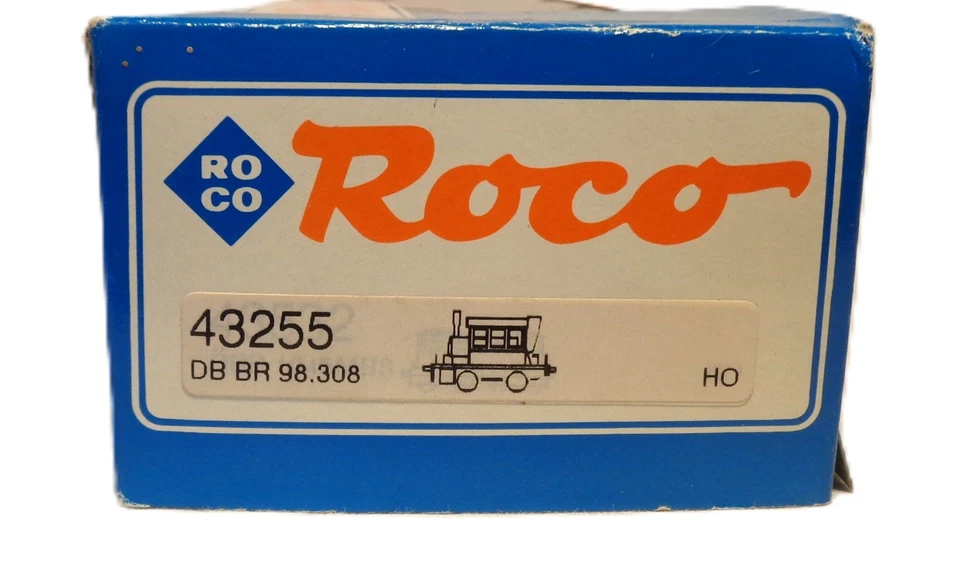 RO
CO
Roco
43255
DB BR 98.308
HO